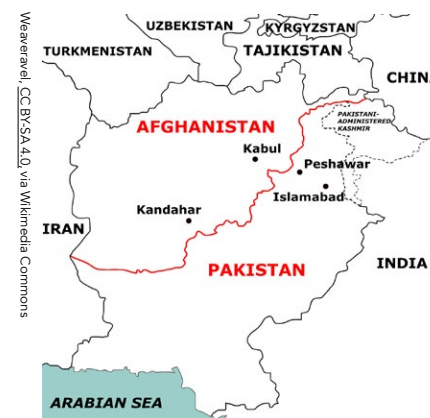 Weaveravel, CC BY-SA 4.0, via Wikimedia Commons
UZBEKISTAN
KYRGYZSTAN
TURKMENISTAN
TAJIKISTAN
CHINA
PAKISTANI-
ADMINISTERED
KASHMIR
AFGHANISTAN
Kabul
Peshawar
Islamabad
Kandahar
IRAN
PAKISTAN
INDIA
ARABIAN SEA